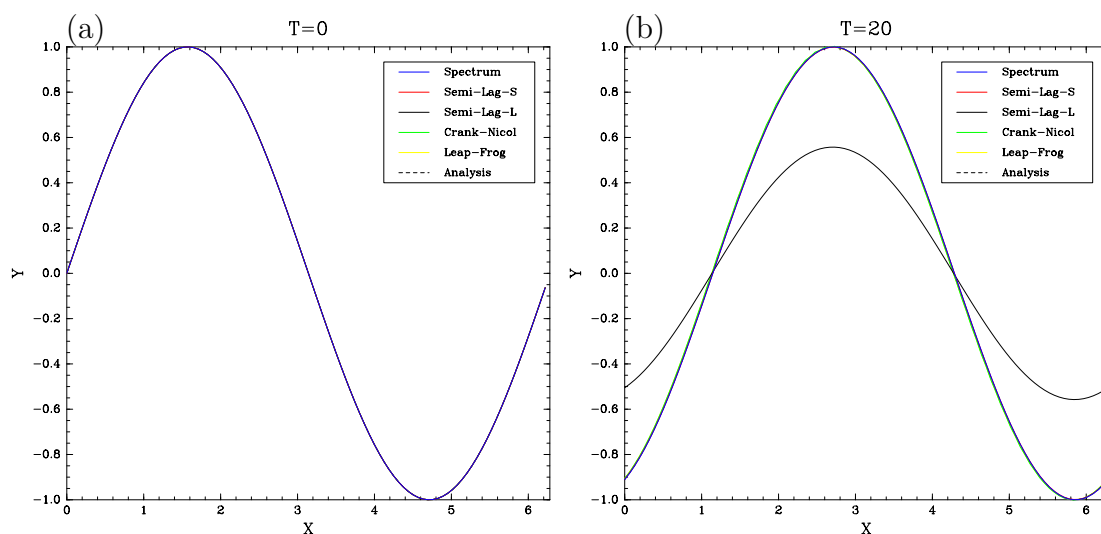 (a)
T=0
1.0
0.8
0.6
0.4
0.2
0.0
−0.2
−0.4
−0.6
−0.8
−1.0
Y
0 1 2 3 4 5 6
X
Spectrum
Semi−Lag−S
Semi−Lag−L
Crank−Nicol
Leap−Frog
Analysis
(b)
T=20
1.0
0.8
0.6
0.4
0.2
0.0
−0.2
−0.4
−0.6
−0.8
−1.0
Y
0 1 2 3 4 5 6
X
Spectrum
Semi−Lag−S
Semi−Lag−L
Crank−Nicol
Leap−Frog
Analysis